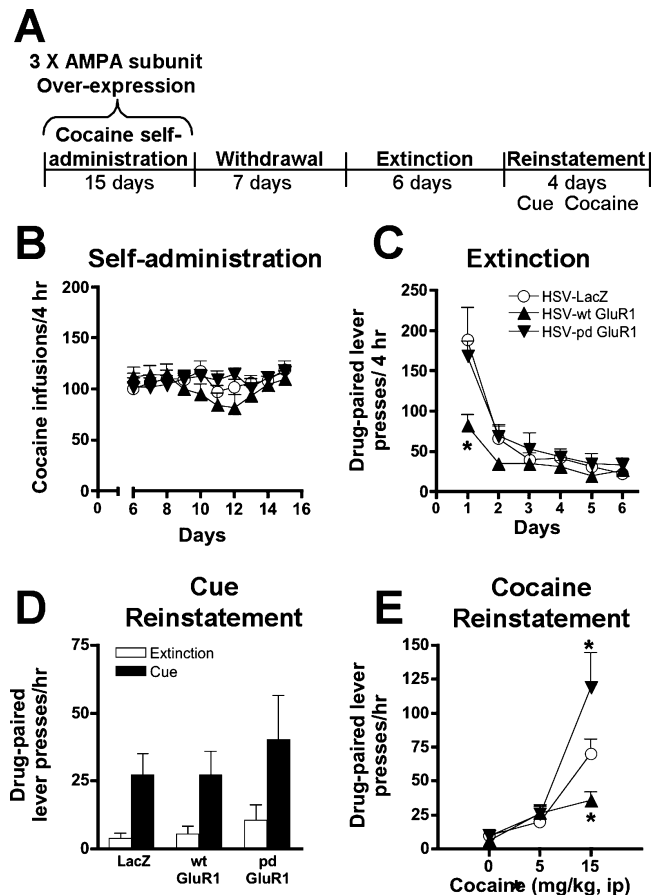 A
3 X AMPA subunit
Over-expression
Cocaine self-
administration
Withdrawal
Extinction
Reinstatement
15 days
7 days
6 days
4 days
Cue Cocaine
B
Self-administration
Cocaine infusions/4 hr
200
150
100
50
0
0 6 8 10 12 14 16
Days
C
Extinction
Drug-paired lever
presses/ 4 hr
250
200
150
100
50
0
HSV-LacZ
HSV-wt GluR1
HSV-pd GluR1
*
0 1 2 3 4 5 6
Days
D
Cue
Reinstatement
Drug-paired
lever presses/hr
75
50
25
0
Extinction
Cue
LacZ
wt
GluR1
pd
GluR1
E
Cocaine
Reinstatement
Drug-paired lever
presses/hr
150
125
100
75
50
25
0
*
*
0 5 15
*
Cocaine (mg/kg, ip)